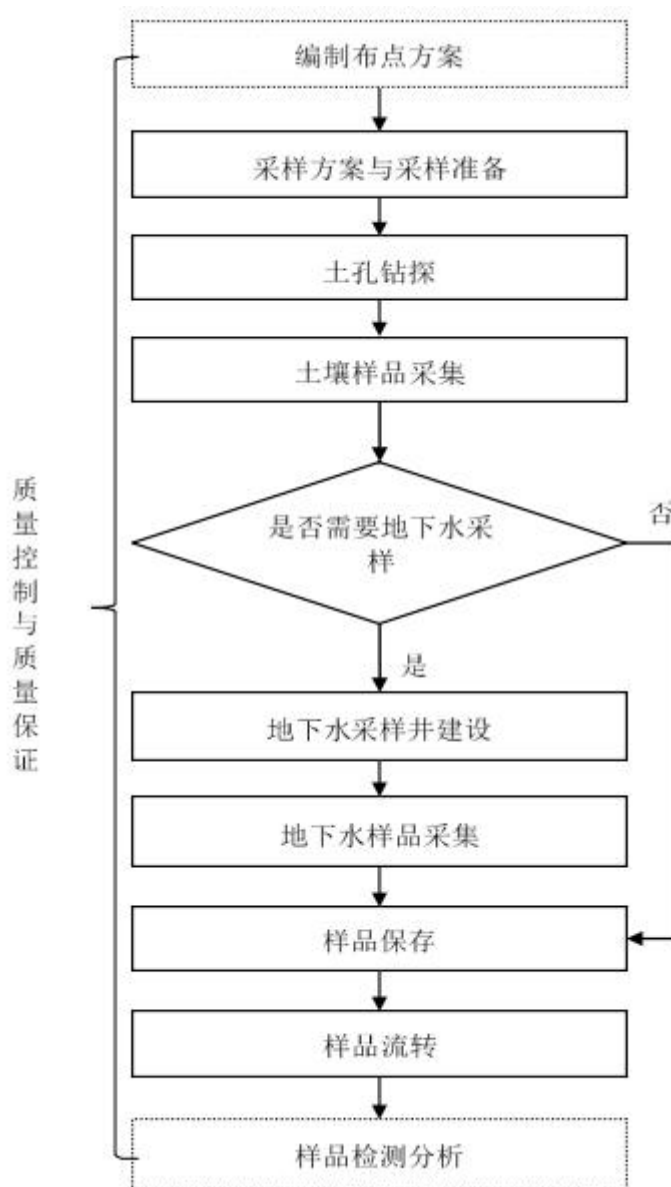 编制布点方案
采样方案与采样准备
土孔钻探
土壤样品采集
是否需要地下水采
样
否
是
地下水采样井建设
地下水样品采集
样品保存
样品流转
样品检测分析
质量控制与质量保证